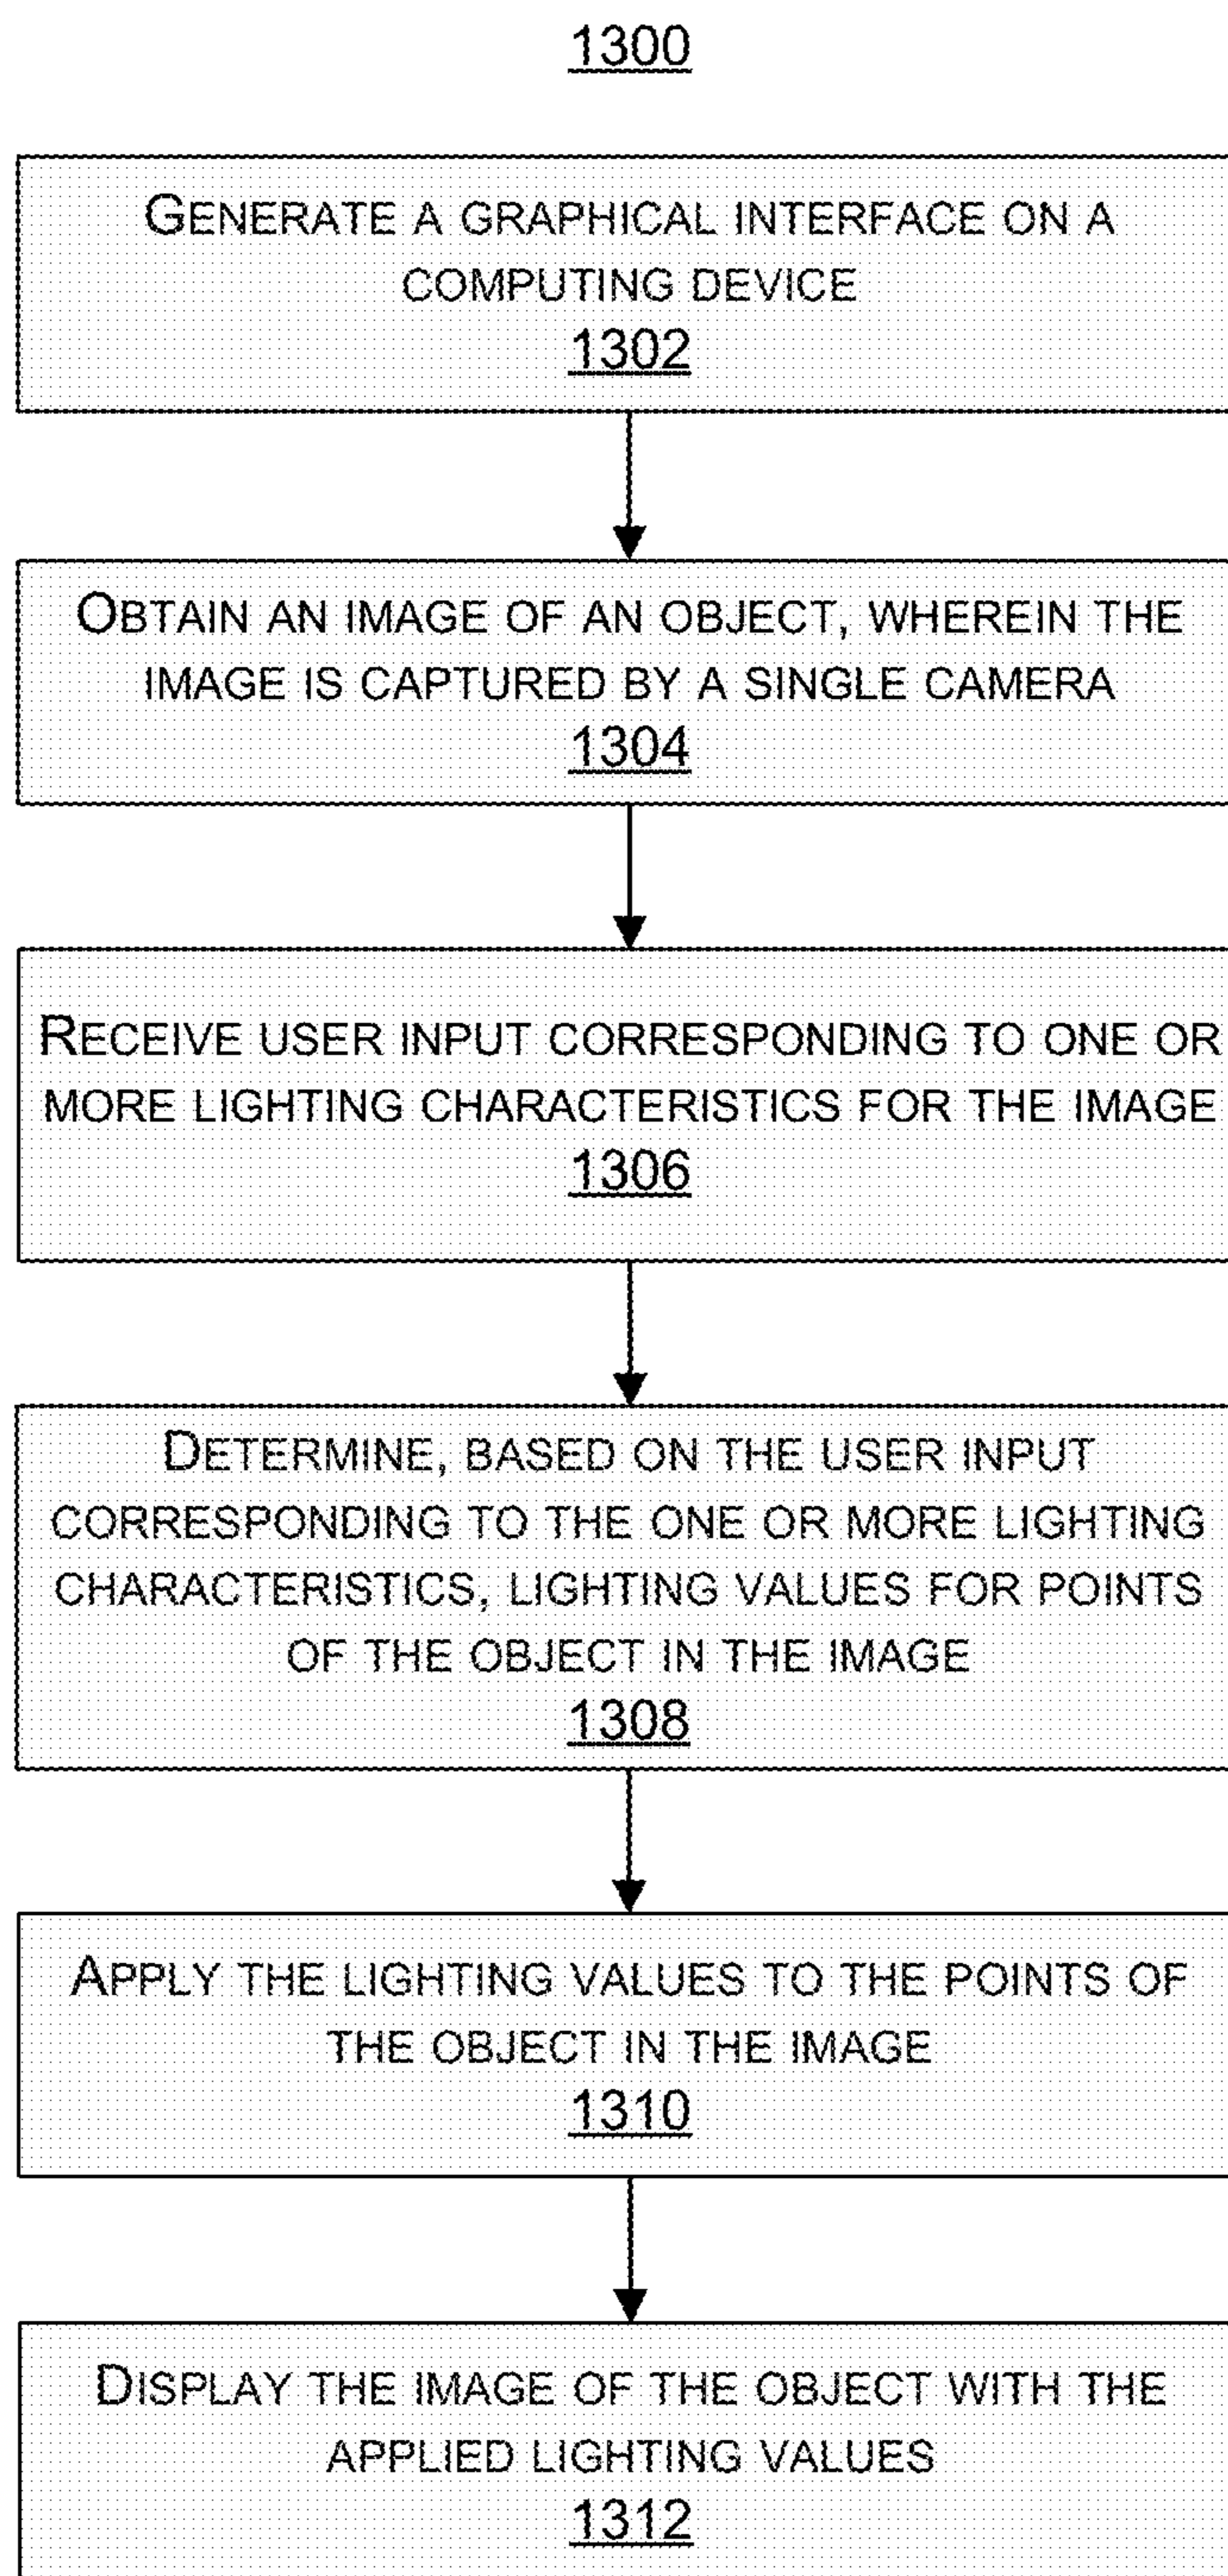 1300
GENERATE A GRAPHICAL INTERFACE ON A
COMPUTING DEVICE
1302
OBTAIN AN IMAGE OF AN OBJECT, WHEREIN THE
IMAGE IS CAPTURED BY A SINGLE CAMERA
1304
RECEIVE USER INPUT CORRESPONDING TO ONE OR
MORE LIGHTING CHARACTERISTICS FOR THE IMAGE
1306
DETERMINE, BASED ON THE USER INPUT
CORRESPONDING TO THE ONE OR MORE LIGHTING
CHARACTERISTICS, LIGHTING VALUES FOR POINTS
OF THE OBJECT IN THE IMAGE
1308
APPLY THE LIGHTING VALUES TO THE POINTS OF
THE OBJECT IN THE IMAGE
1310
DISPLAY THE IMAGE OF THE OBJECT WITH THE
APPLIED LIGHTING VALUES
1312